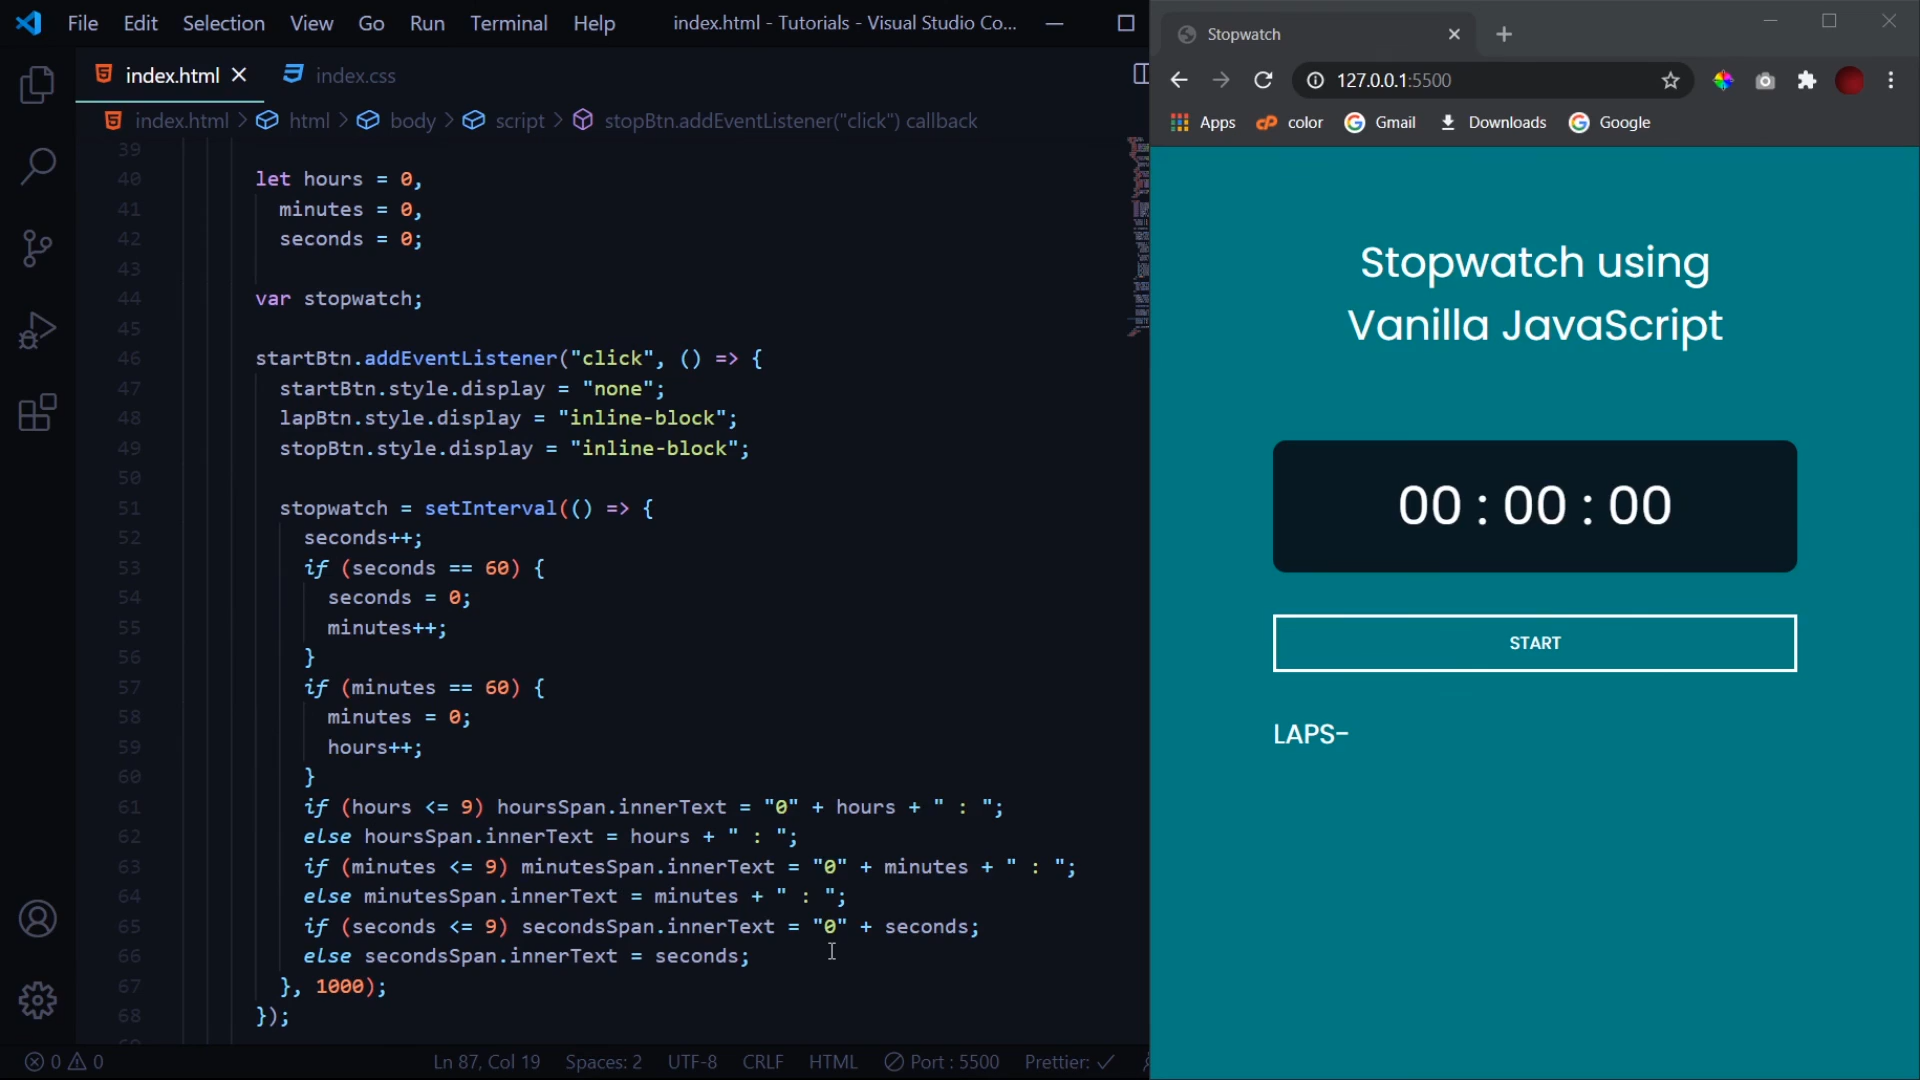 File Edit Selection View Go Run Terminal Help index.html - Tutorials - Visual Studio Co...
index.html index.css
index.html > html > body > script > stopBtn.addEventListener("click") callback
39
40 let hours = 0,
41 minutes = 0,
42 seconds = 0;
43
44 var stopwatch;
45
46 startBtn.addEventListener("click", () => {
47 startBtn.style.display = "none";
48 lapBtn.style.display = "inline-block";
49 stopBtn.style.display = "inline-block";
50
51 stopwatch = setInterval(() => {
52 seconds++;
53 if (seconds == 60) {
54 seconds = 0;
55 minutes++;
56 }
57 if (minutes == 60) {
58 minutes = 0;
59 hours++;
60 }
61 if (hours <= 9) hoursSpan.innerText = "0" + hours + " : ";
62 else hoursSpan.innerText = hours + " : ";
63 if (minutes <= 9) minutesSpan.innerText = "0" + minutes + " : ";
64 else minutesSpan.innerText = minutes + " : ";
65 if (seconds <= 9) secondsSpan.innerText = "0" + seconds;
66 else secondsSpan.innerText = seconds;
67 }, 1000);
68 });
0 0 Ln 87, Col 19 Spaces: 2 UTF-8 CRLF HTML Port : 5500 Prettier: ✓
Stopwatch
127.0.0.1:5500
Apps color Gmail Downloads Google
Stopwatch using
Vanilla JavaScript
00 : 00 : 00
START
LAPS-